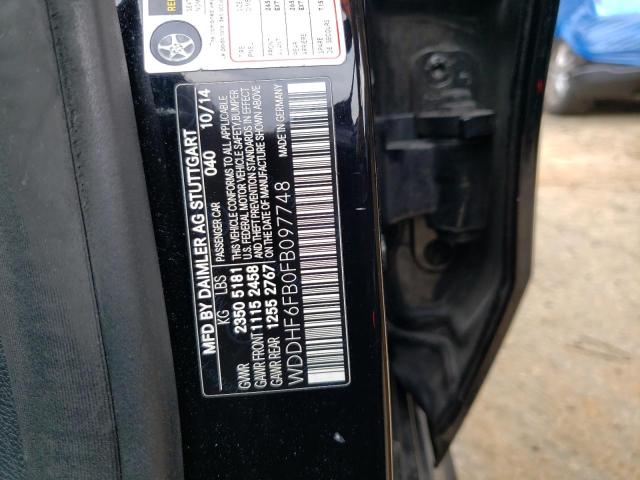 MFD BY DAIMLER AG STUTTGART
PASSENGER CAR 040 10/14
KG LBS
GVWR 2350 5181
GAWR FRONT 1115 2458
GAWR REAR 1255 2767
THIS VEHICLE CONFORMS TO ALL APPLICABLE
U.S. FEDERAL MOTOR VEHICLE SAFETY,BUMPER
AND THEFT PREVENTION STANDARDS IN EFFECT
ON THE DATE OF MANUFACTURE SHOWN ABOVE
MADE IN GERMANY
WDDHF6FB0FB097748